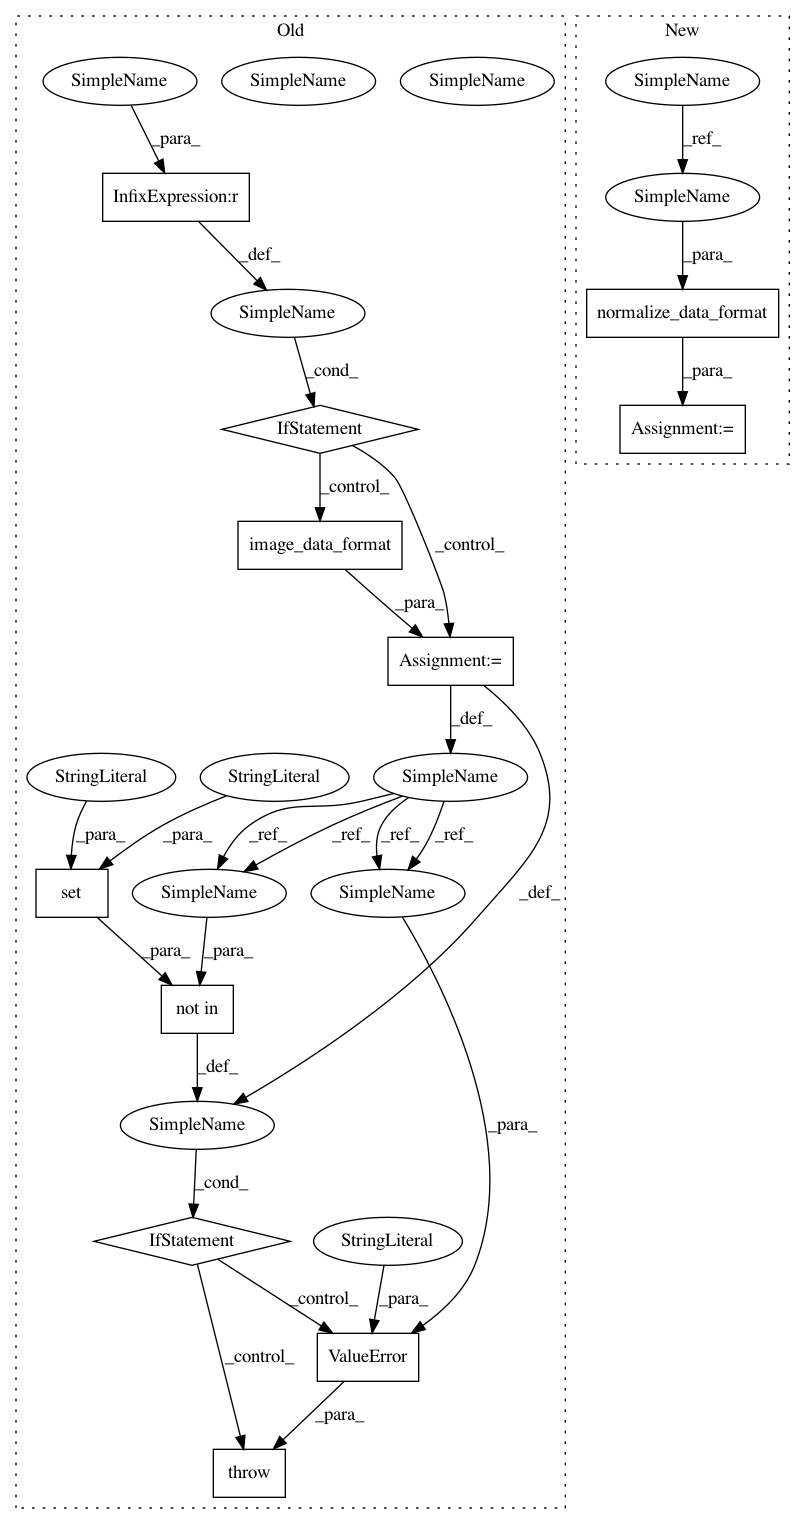 Old
New
SimpleName
SimpleName
SimpleName
SimpleName
_para_
_ref_
InfixExpression:r
SimpleName
_def_
_para_
SimpleName
normalize_data_format
_cond_
_para_
IfStatement
Assignment:=
_control_
_control_
image_data_format
_para_
Assignment:=
_def_
StringLiteral
StringLiteral
SimpleName
_para_
_para_
_ref_
_ref_
_ref_
_ref_
set
SimpleName
SimpleName
_def_
_para_
_para_
not in
_def_
SimpleName
_para_
_cond_
IfStatement
StringLiteral
_control_
_para_
ValueError
_control_
_para_
throw